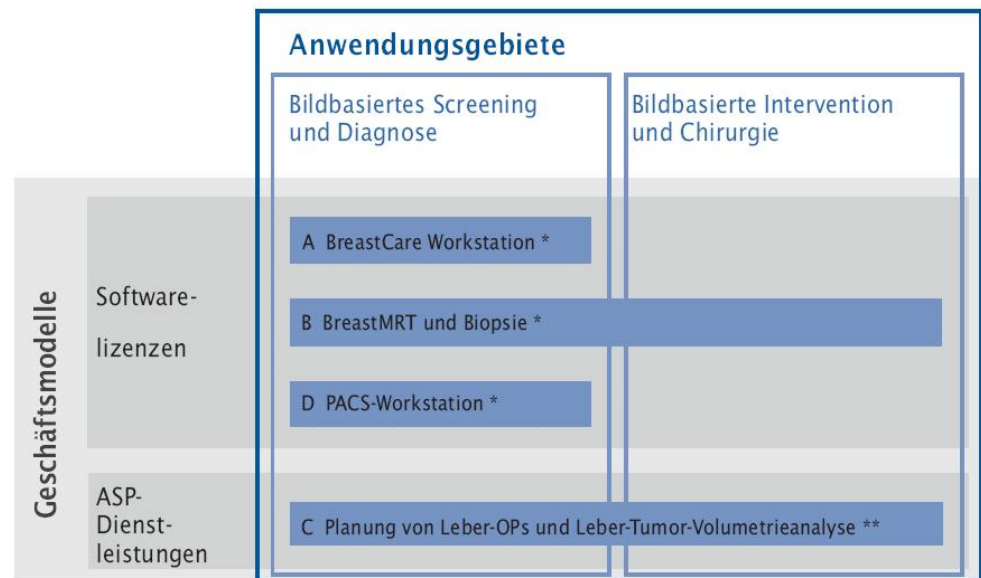 Anwendungsgebiete
Bildbasiertes Screening
und Diagnose
Bildbasierte Intervention
und Chirurgie
Geschäftsmodelle
Software-
lizenzen
A BreastCare Workstation *
B BreastMRT und Biopsie *
D PACS-Workstation *
ASP-
Dienst-
leistungen
C Planung von Leber-OPs und Leber-Tumor-Volumetrieanalyse **